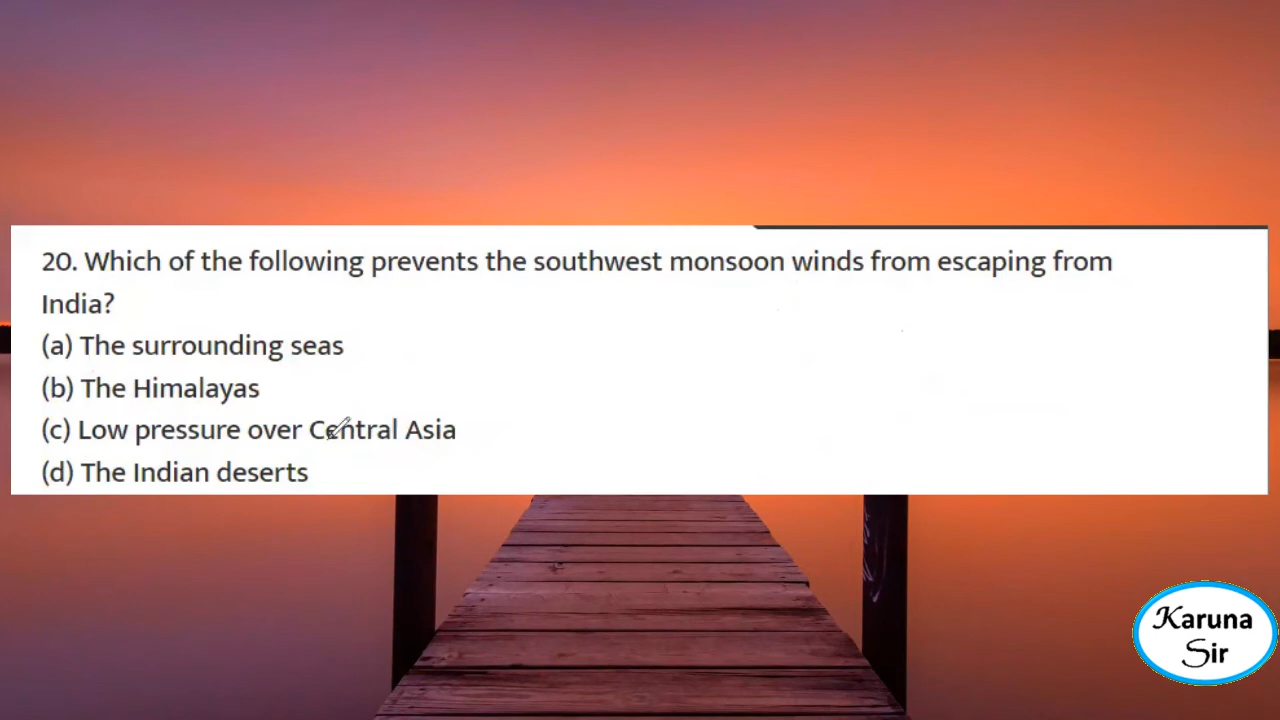 20. Which of the following prevents the southwest monsoon winds from escaping from
India?
(a) The surrounding seas
(b) The Himalayas
(c) Low pressure over Central Asia
(d) The Indian deserts
Karuna
Sir